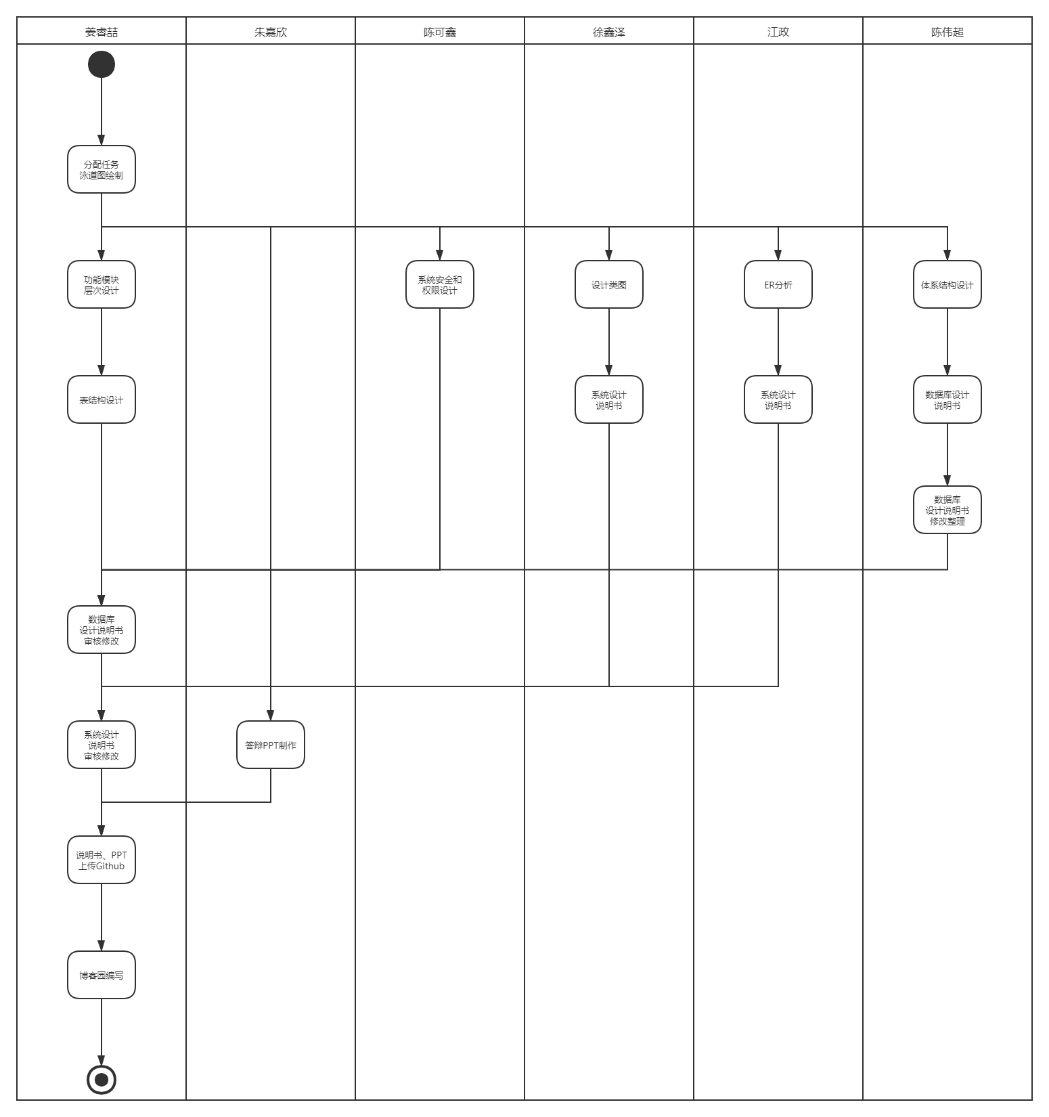 姜睿喆
朱嘉欣
陈可鑫
徐鑫泽
江政
陈伟超
分配任务
泳道图绘制
功能模块
层次设计
系统安全和
权限设计
设计类图
ER分析
体系结构设计
表结构设计
系统设计
说明书
系统设计
说明书
数据库设计
说明书
数据库
设计说明书
修改整理
数据库
设计说明书
审核修改
系统设计
说明书
审核修改
答辩PPT制作
说明书、PPT
上传Github
博客园编写